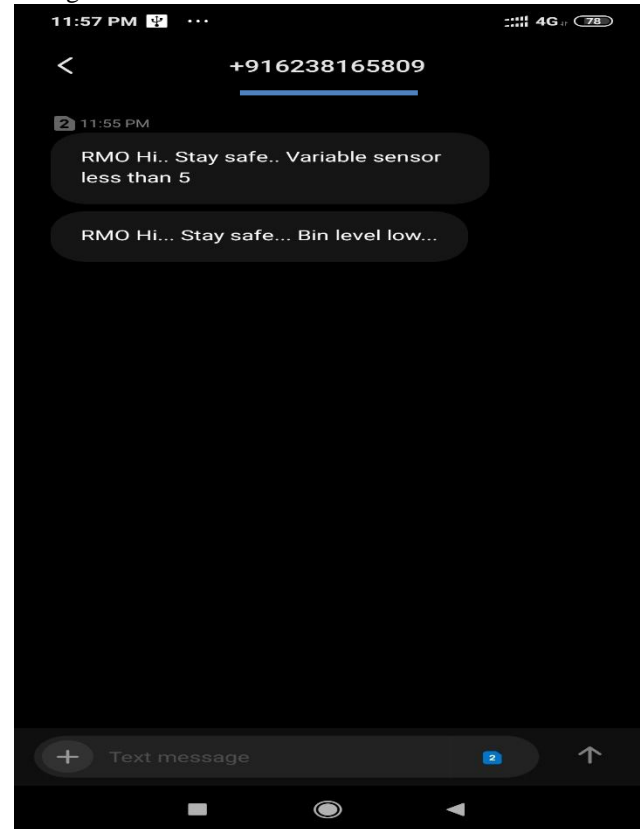 11:57 PM ...
4G 78
+916238165809
2 11:55 PM
RMO Hi.. Stay safe.. Variable sensor
less than 5
RMO Hi... Stay safe... Bin level low...
Text message
2